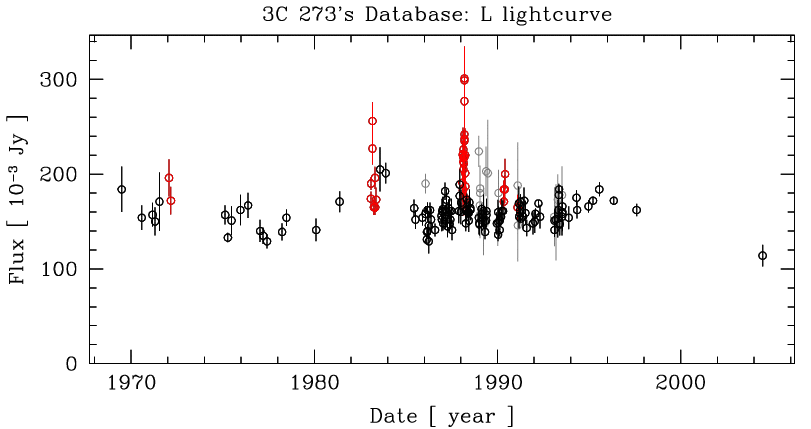 3C 273's Database: L lightcurve
Flux [ 10⁻³ Jy ]
300
200
100
0
1970 1980 1990 2000
Date [ year ]